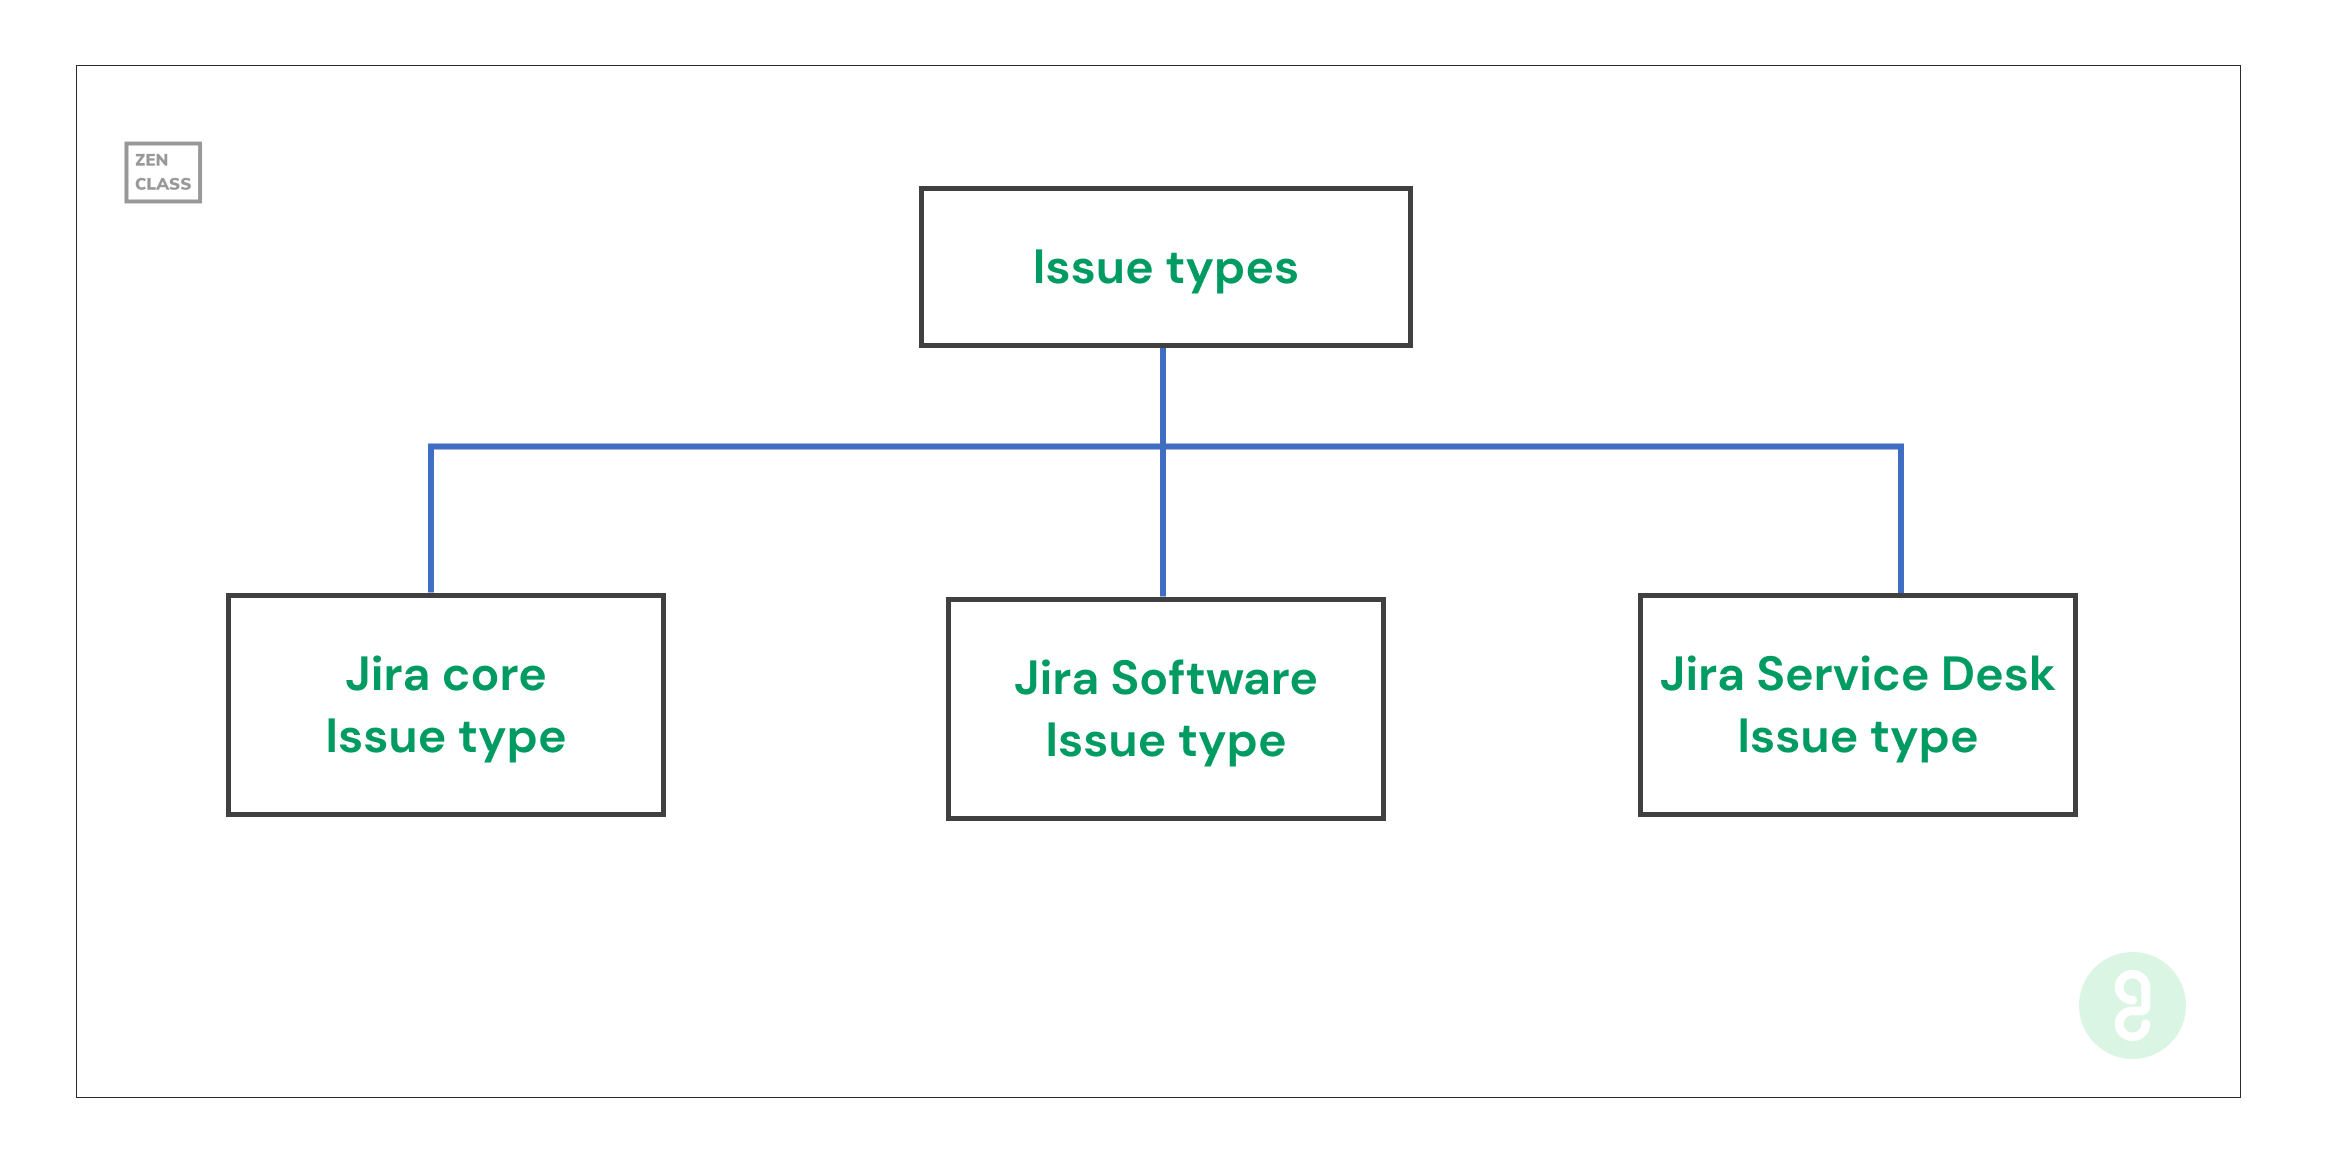 ZEN
CLASS
Issue types
Jira core
Issue type
Jira Software
Issue type
Jira Service Desk
Issue type